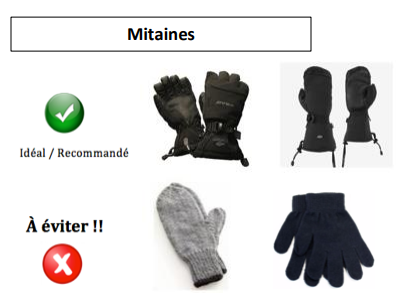 Mitaines
Idéal / Recommandé
À éviter !!